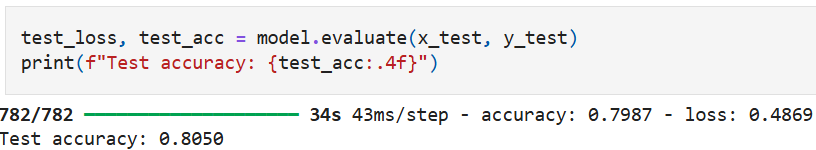 test_loss, test_acc = model.evaluate(x_test, y_test)
print(f"Test accuracy: {test_acc:.4f}")
782/782 ━━━━━━━━━━━━━━━━━━━━ 34s 43ms/step - accuracy: 0.7987 - loss: 0.4869
Test accuracy: 0.8050